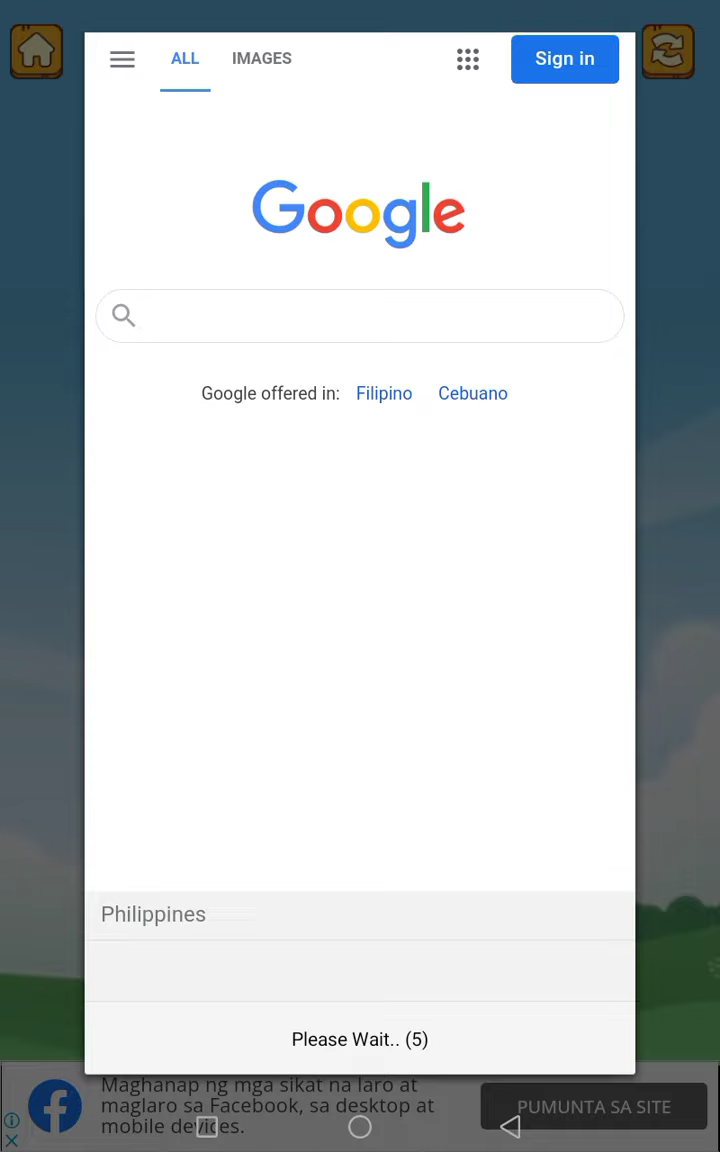 ALL IMAGES Sign in
Google
Google offered in: Filipino Cebuano
Philippines
Please Wait.. (5)
Maghanap ng mga sikat na laro at
maglaro sa Facebook, sa desktop at
mobile devices.
PUMUNTA SA SITE